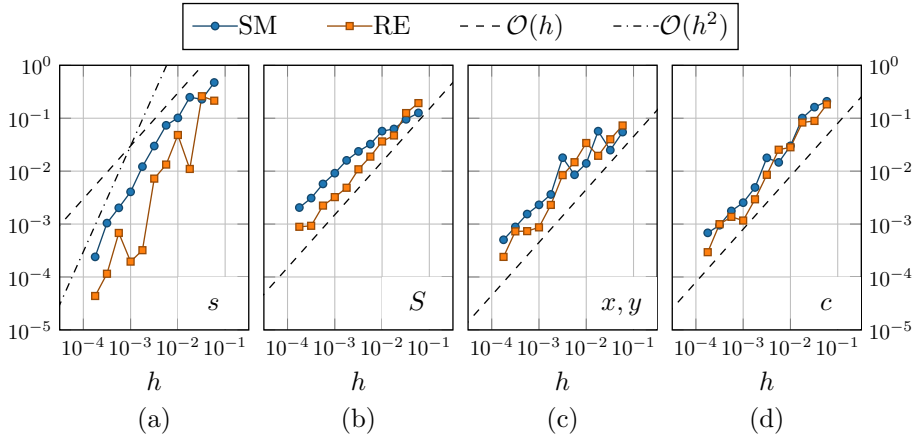 SM RE O(h) O(h²)
10⁰ 10⁰
10⁻¹ 10⁻¹
10⁻² 10⁻²
10⁻³ 10⁻³
10⁻⁴ 10⁻⁴
10⁻⁵ 10⁻⁵
s S x, y c
10⁻⁴ 10⁻³ 10⁻² 10⁻¹ 10⁻⁴ 10⁻³ 10⁻² 10⁻¹ 10⁻⁴ 10⁻³ 10⁻² 10⁻¹ 10⁻⁴ 10⁻³ 10⁻² 10⁻¹
h h h h
(a) (b) (c) (d)